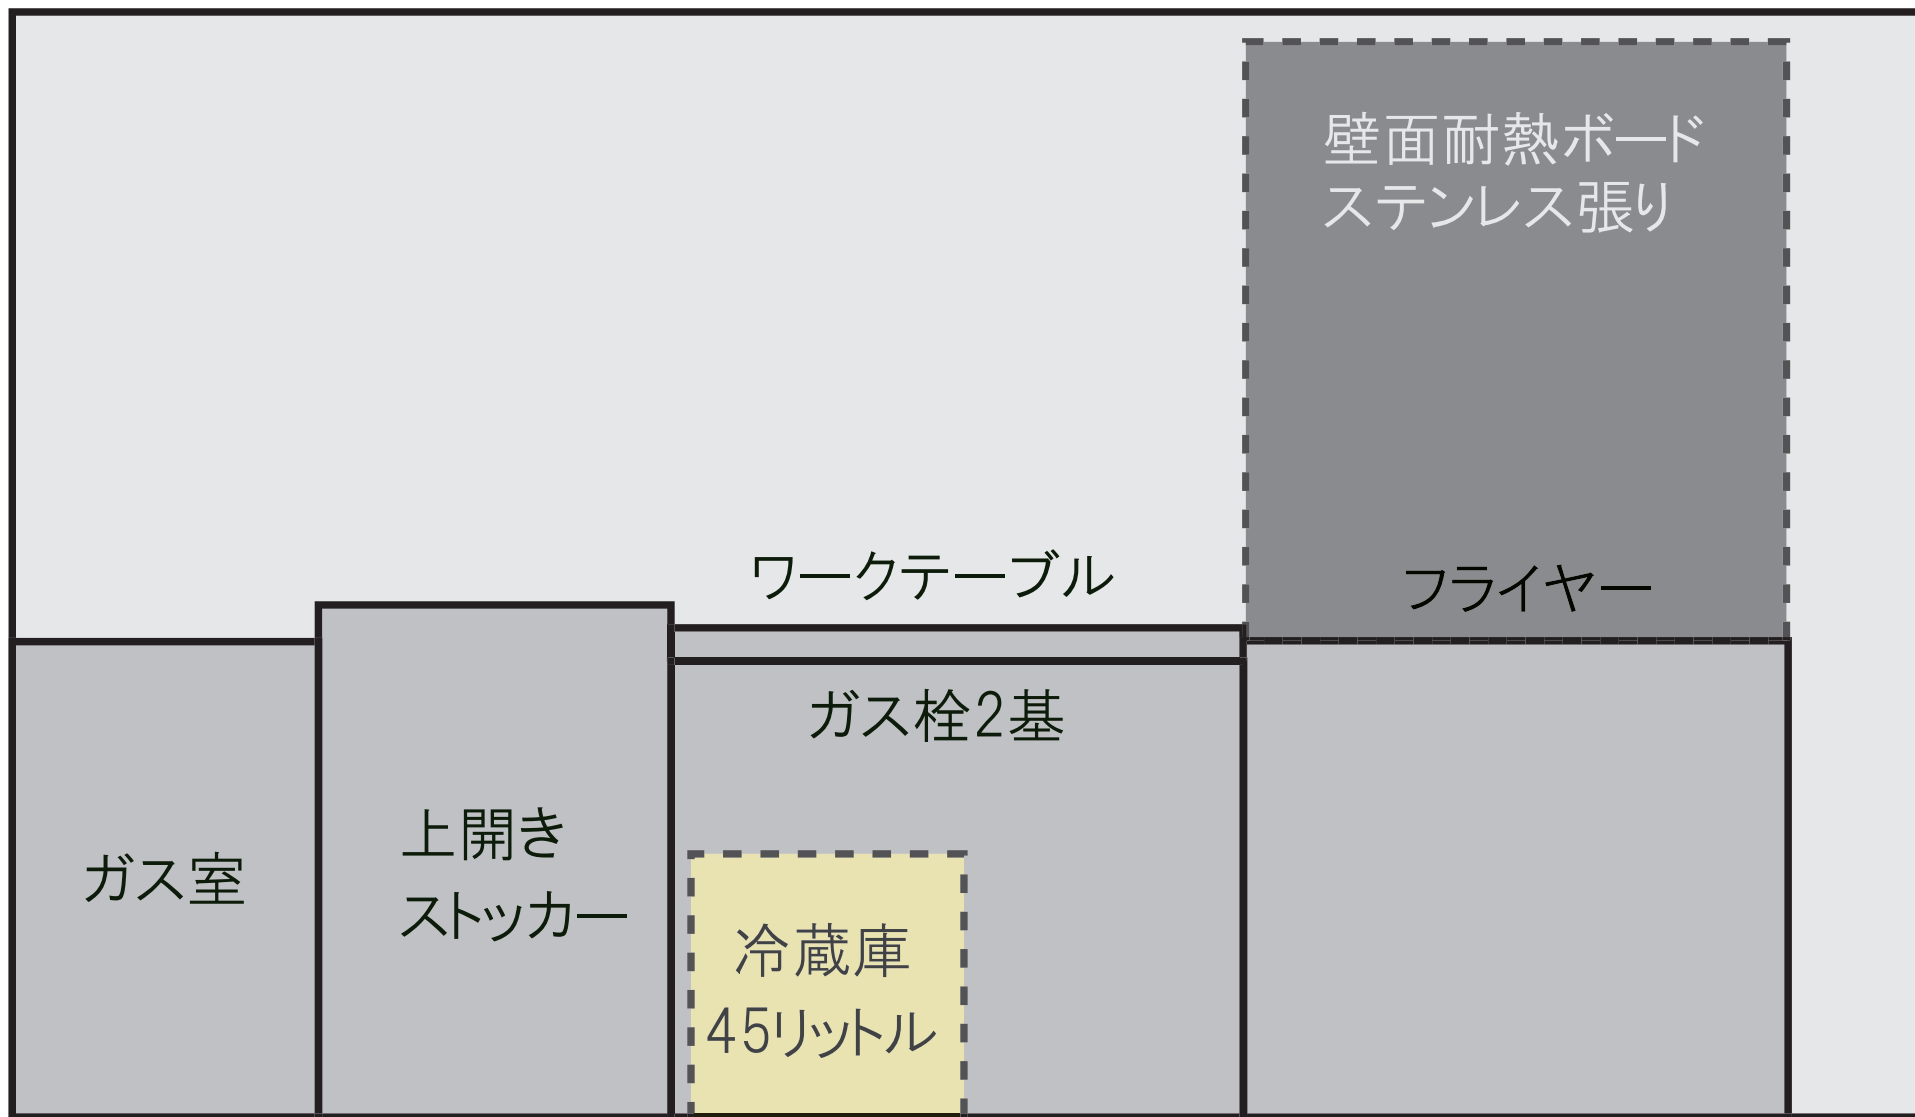 壁面耐熱ボード
ステンレス張り
ワークテーブル
フライヤー
ガス栓2基
上開き
ストッカー
ガス室
冷蔵庫
45リットル